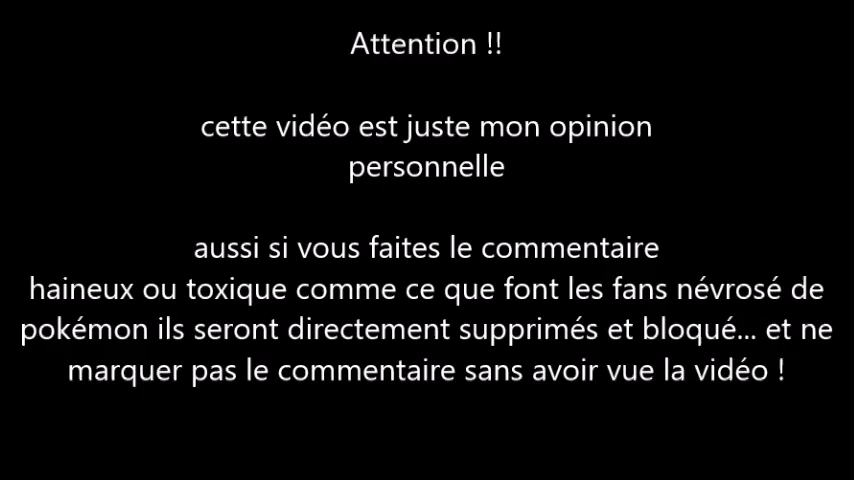 Attention !!
cette vidéo est juste mon opinion
personnelle
aussi si vous faites le commentaire
haineux ou toxique comme ce que font les fans névrosé de
pokémon ils seront directement supprimés et bloqué... et ne
marquer pas le commentaire sans avoir vue la vidéo !